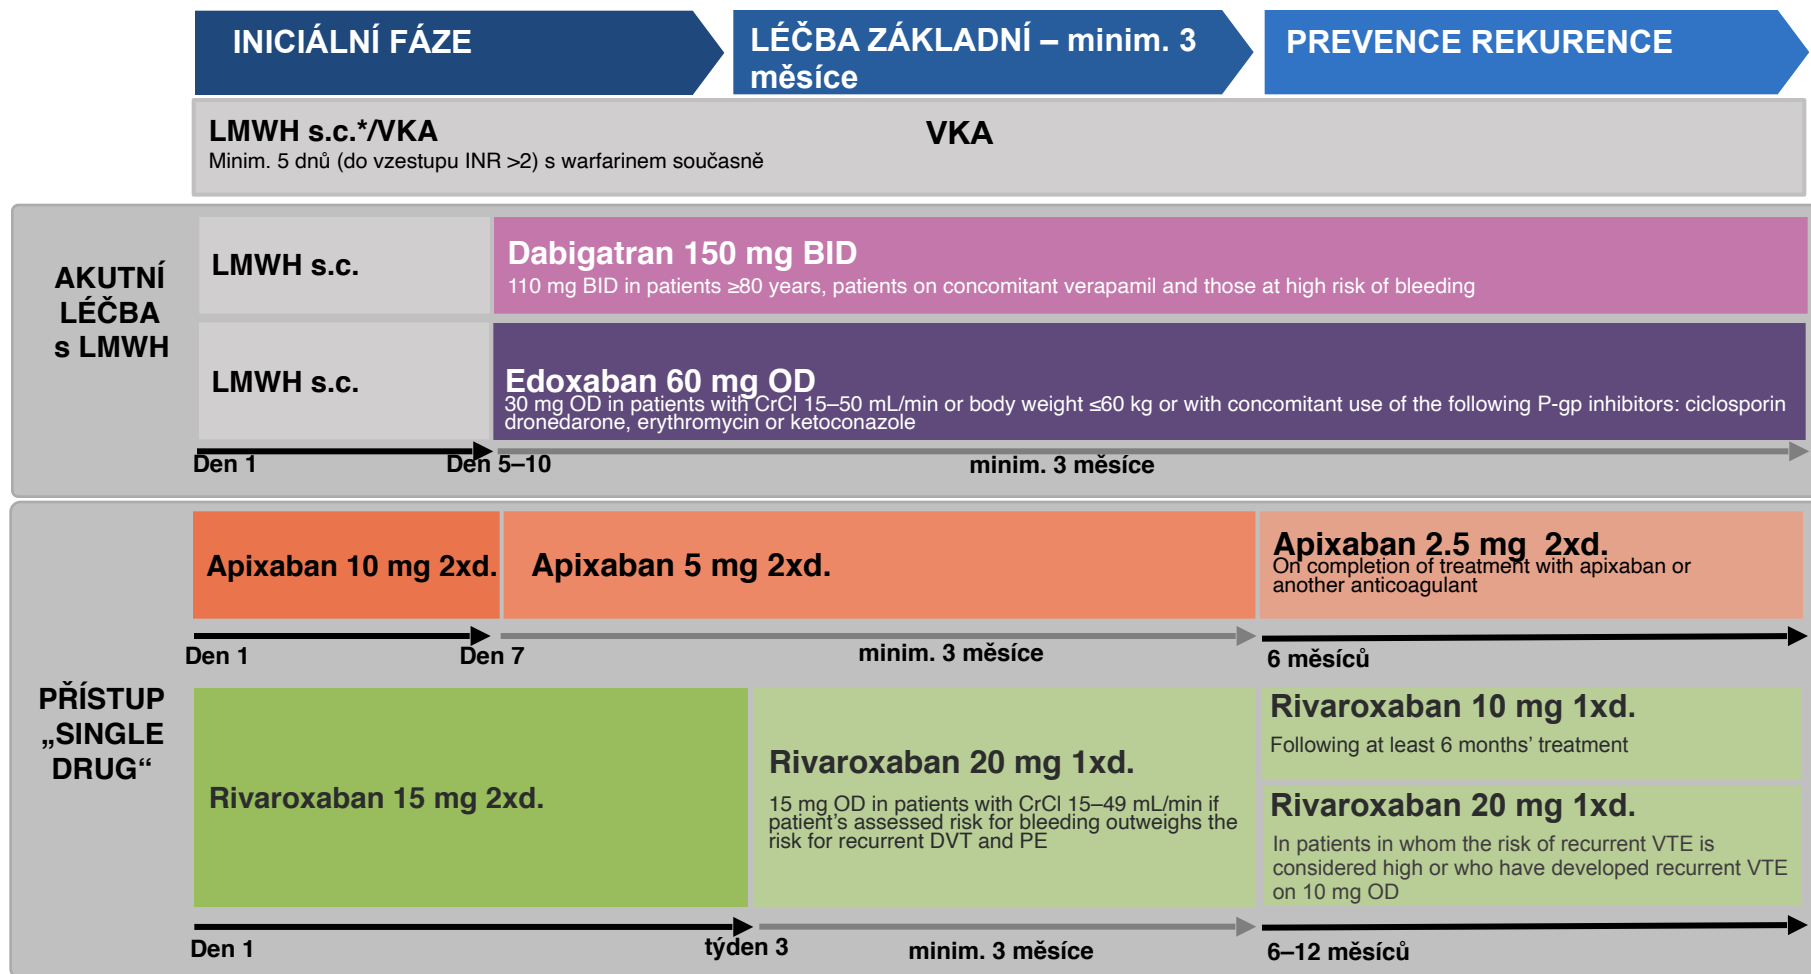 INICIÁLNÍ FÁZE
LÉČBA ZÁKLADNÍ – minim. 3
měsíce
PREVENCE REKURENCE
LMWH s.c.*/VKA
Minim. 5 dnů (do vzestupu INR >2) s warfarinem současně
VKA
AKUTNÍ
LÉČBA
s LMWH
LMWH s.c.
Dabigatran 150 mg BID
110 mg BID in patients ≥80 years, patients on concomitant verapamil and those at high risk of bleeding
LMWH s.c.
Edoxaban 60 mg OD
30 mg OD in patients with CrCl 15–50 mL/min or body weight ≤60 kg or with concomitant use of the following P-gp inhibitors: ciclosporin
dronedarone, erythromycin or ketoconazole
Den 1
Den 5–10
minim. 3 měsíce
PŘÍSTUP
„SINGLE
DRUG“
Apixaban 10 mg 2xd.
Apixaban 5 mg 2xd.
Apixaban 2.5 mg  2xd.
On completion of treatment with apixaban or
another anticoagulant
Den 1
Den 7
minim. 3 měsíce
6 měsíců
Rivaroxaban 15 mg 2xd.
Rivaroxaban 20 mg 1xd.
15 mg OD in patients with CrCl 15–49 mL/min if
patient’s assessed risk for bleeding outweighs the
risk for recurrent DVT and PE
Rivaroxaban 10 mg 1xd.
Following at least 6 months’ treatment
Rivaroxaban 20 mg 1xd.
In patients in whom the risk of recurrent VTE is
considered high or who have developed recurrent VTE
on 10 mg OD
Den 1
týden 3
minim. 3 měsíce
6–12 měsíců